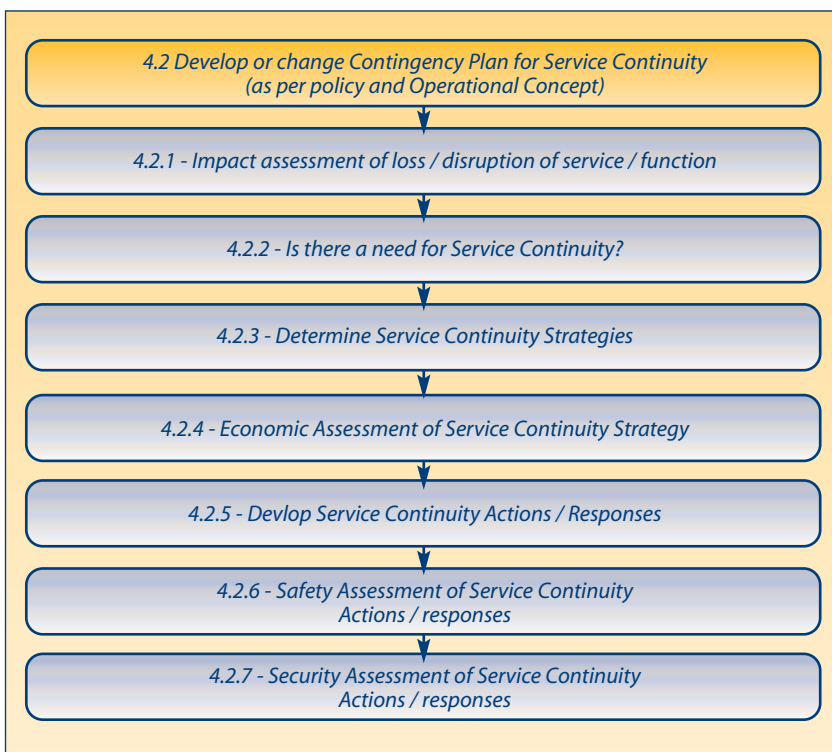 4.2 Develop or change Contingency Plan for Service Continuity
(as per policy and Operational Concept)
4.2.1 - Impact assessment of loss / disruption of service / function
4.2.2 - Is there a need for Service Continuity?
4.2.3 - Determine Service Continuity Strategies
4.2.4 - Economic Assessment of Service Continuity Strategy
4.2.5 - Devlop Service Continuity Actions / Responses
4.2.6 - Safety Assessment of Service Continuity
Actions / responses
4.2.7 - Security Assessment of Service Continuity
Actions / responses